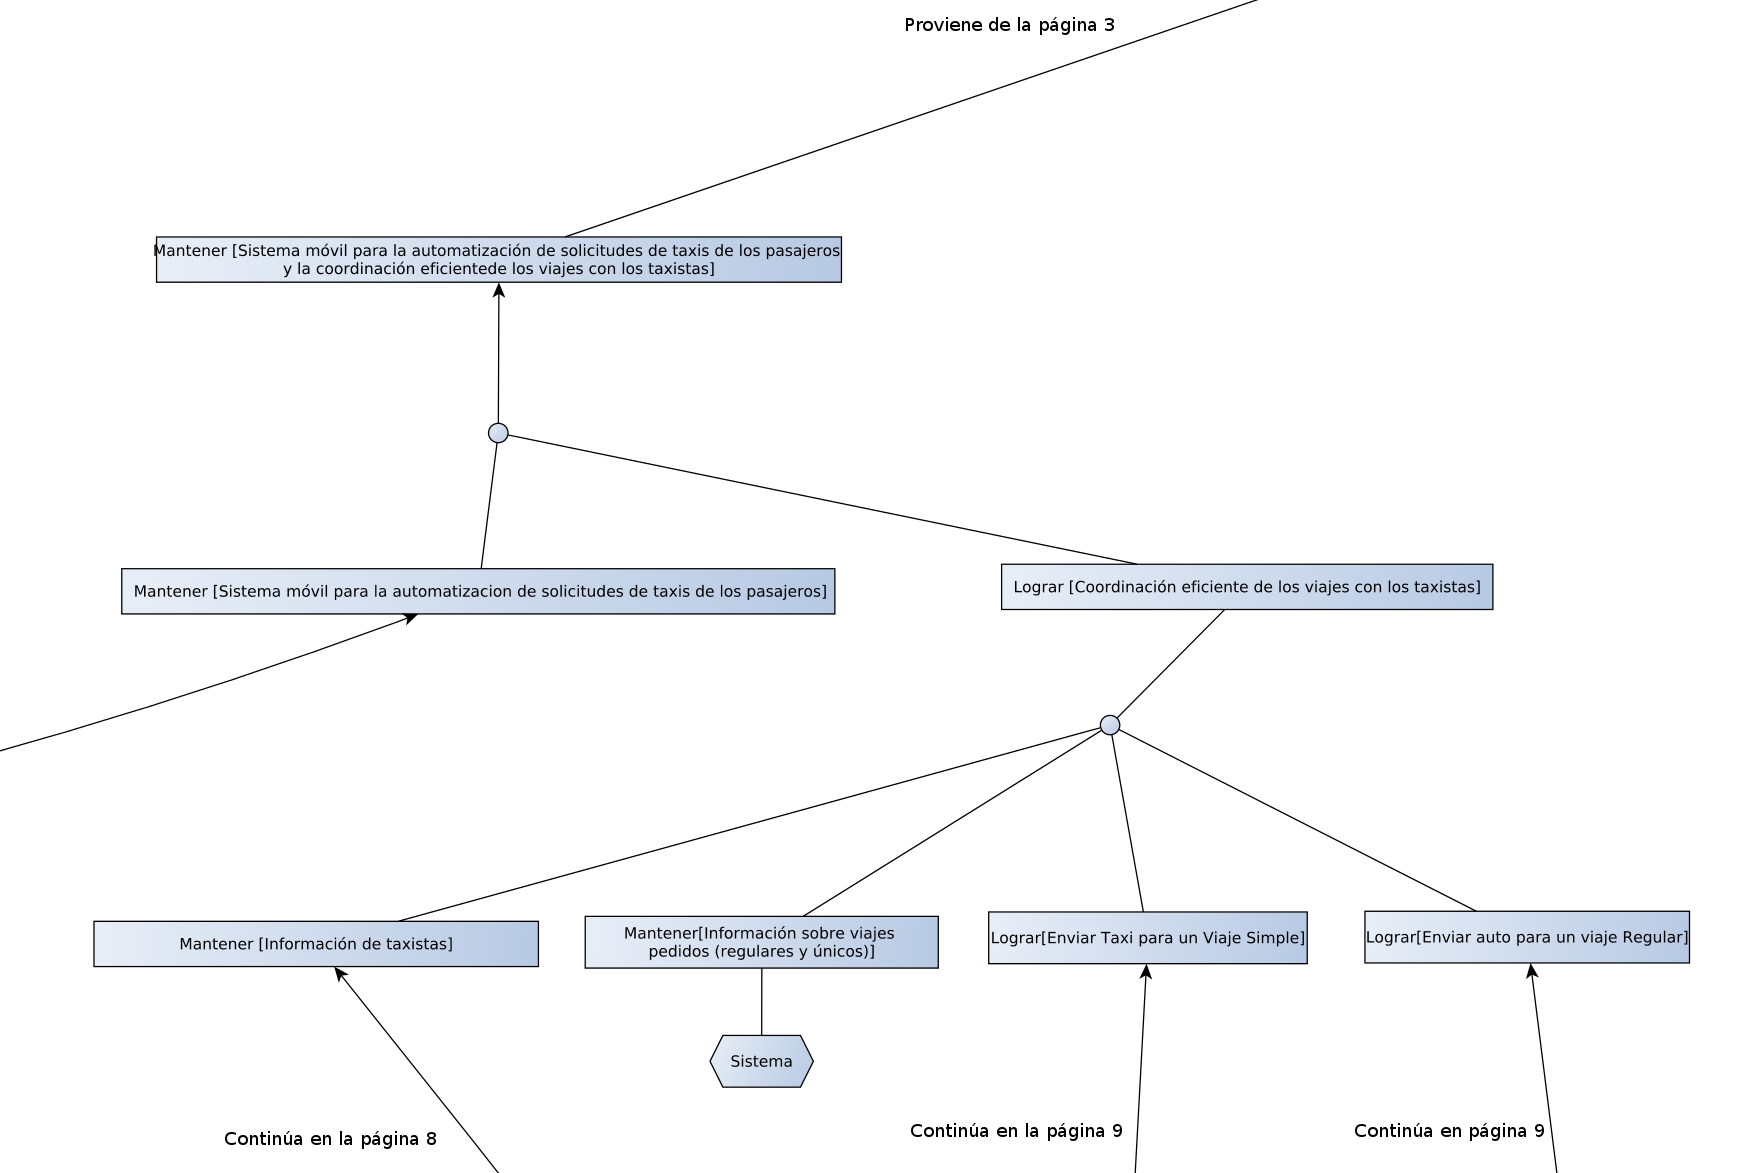 Proviene de la página 3
Mantener [Sistema móvil para la automatización de solicitudes de taxis de los pasajeros
y la coordinación eficientede los viajes con los taxistas]
Mantener [Sistema móvil para la automatizacion de solicitudes de taxis de los pasajeros]
Lograr [Coordinación eficiente de los viajes con los taxistas]
Mantener [Información de taxistas]
Mantener[Información sobre viajes
pedidos (regulares y únicos)]
Lograr[Enviar Taxi para un Viaje Simple]
Lograr[Enviar auto para un viaje Regular]
Sistema
Continúa en la página 8
Continúa en la página 9
Continúa en página 9